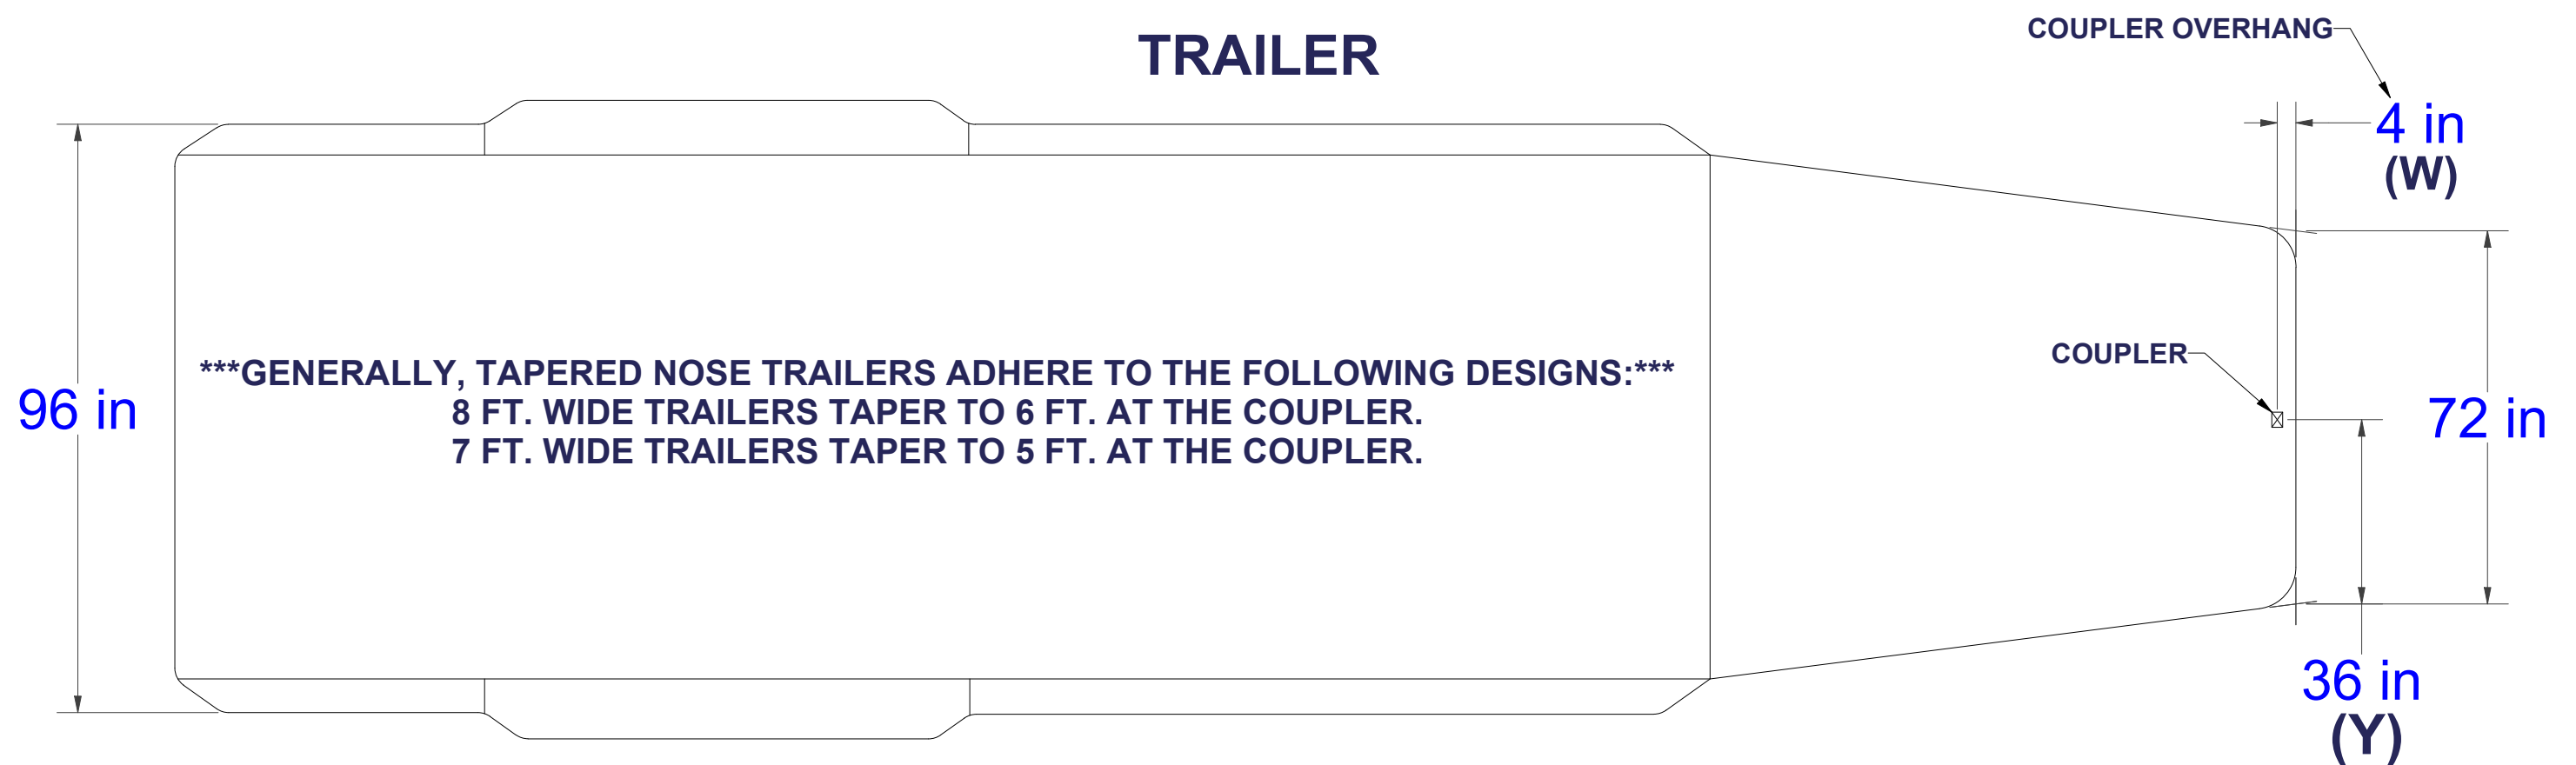 TRAILER
COUPLER OVERHANG
4 in
(W)
***GENERALLY, TAPERED NOSE TRAILERS ADHERE TO THE FOLLOWING DESIGNS:***
8 FT. WIDE TRAILERS TAPER TO 6 FT. AT THE COUPLER.
7 FT. WIDE TRAILERS TAPER TO 5 FT. AT THE COUPLER.
96 in
COUPLER
72 in
36 in
(Y)